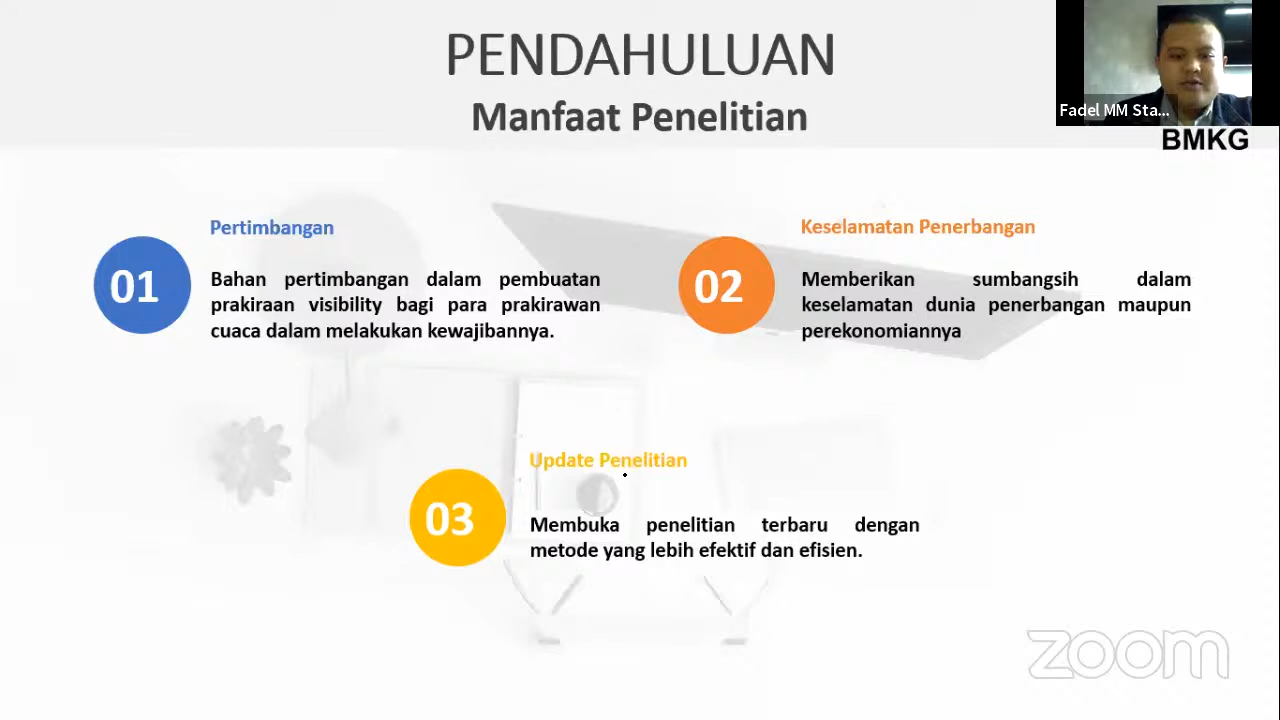 PENDAHULUAN
Manfaat Penelitian
Fadel MM Sta...
BMKG
Pertimbangan
01
Bahan pertimbangan dalam pembuatan
prakiraan visibility bagi para prakirawan
cuaca dalam melakukan kewajibannya.
Keselamatan Penerbangan
02
Memberikan sumbangsih dalam
keselamatan dunia penerbangan maupun
perekonomiannya
Update Penelitian
03
Membuka penelitian terbaru dengan
metode yang lebih efektif dan efisien.
zoom